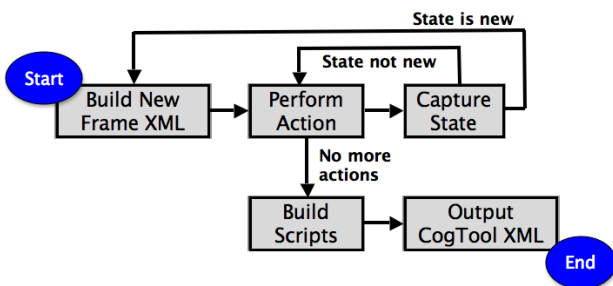 State is new
State not new
Start
Build New
Frame XML
Perform
Action
Capture
State
No more
actions
Build
Scripts
Output
CogTool XML
End